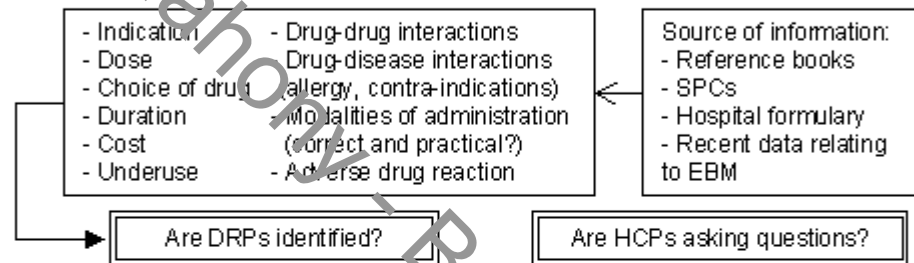 - Indication
- Dose
- Choice of drug
- Duration
- Cost
- Underuse
- Drug-drug interactions
- Drug-disease interactions
(allergy, contra-indications)
- Modalities of administration
(correct and practical?)
- Adverse drug reaction
Source of information:
- Reference books
- SPCs
- Hospital formulary
- Recent data relating
to EBM
Are DRPs identified?
Are HCPs asking questions?